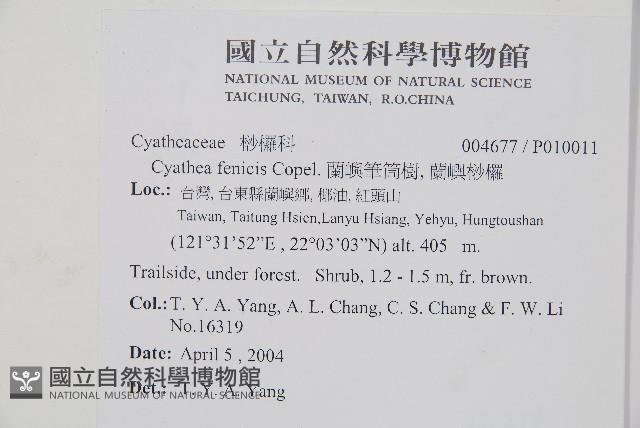 國立自然科學博物館
NATIONAL MUSEUM OF NATURAL SCIENCE
TAICHUNG, TAIWAN, R.O.CHINA
Cyatheaceae 桫欏科 004677 / P010011
Cyathea fenicis Copel. 蘭嶼筆筒樹, 蘭嶼桫欏
Loc.: 台灣, 台東縣蘭嶼鄉, 椰油, 紅頭山
Taiwan, Taitung Hsien,Lanyu Hsiang, Yehyu, Hungtoushan
(121°31'52”E , 22°03'03”N) alt. 405 m.
Trailside, under forest. Shrub, 1.2 - 1.5 m, fr. brown.
Col.: T. Y. A. Yang, A. L. Chang, C. S. Chang & F. W. Li
No.16319
Date: April 5 , 2004
Det.: T. Y. A. Yang
國立自然科學博物館
NATIONAL MUSEUM OF NATURAL SCIENCE